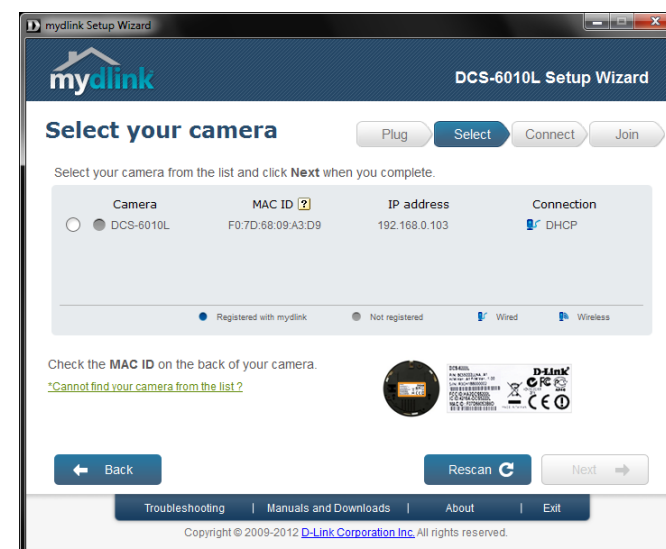 mydlink Setup Wizard
mydlink
DCS-6010L Setup Wizard
Select your camera
Plug Select Connect Join
Select your camera from the list and click Next when you complete.
Camera MAC ID ? IP address Connection
DCS-6010L F0:7D:68:09:A3:D9 192.168.0.103 DHCP
Registered with mydlink Not registered Wired Wireless
Check the MAC ID on the back of your camera.
*Cannot find your camera from the list ?
D-Link
Back Rescan Next
Troubleshooting | Manuals and Downloads | About | Exit
Copyright © 2009-2012 D-Link Corporation Inc. All rights reserved.